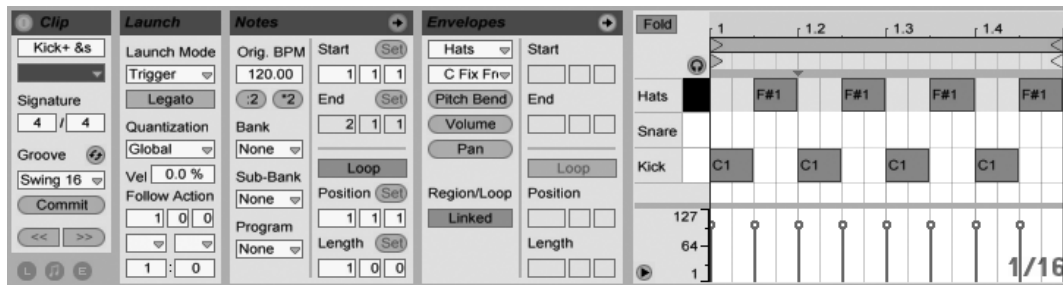 Clip
Kick+ &s
Signature
4 / 4
Groove
Swing 16
Commit
<< >>
L E
Launch
Launch Mode
Trigger
Legato
Quantization
Global
Vel 0.0 %
Follow Action
1 0 0
1 : 0
Notes
Orig. BPM
120.00
:2 *2
Bank
None
Sub-Bank
None
Program
None
Start Set
1 1 1
End Set
2 1 1
Loop
Position Set
1 1 1
Length Set
1 0 0
Envelopes
Hats
C Fix Fre
Pitch Bend
Volume
Pan
Region/Loop
Linked
Start
End
Loop
Position
Length
Fold
1 1.2 1.3 1.4
Hats F#1 F#1 F#1 F#1
Snare
Kick C1 C1 C1 C1
127
64
1
1/16